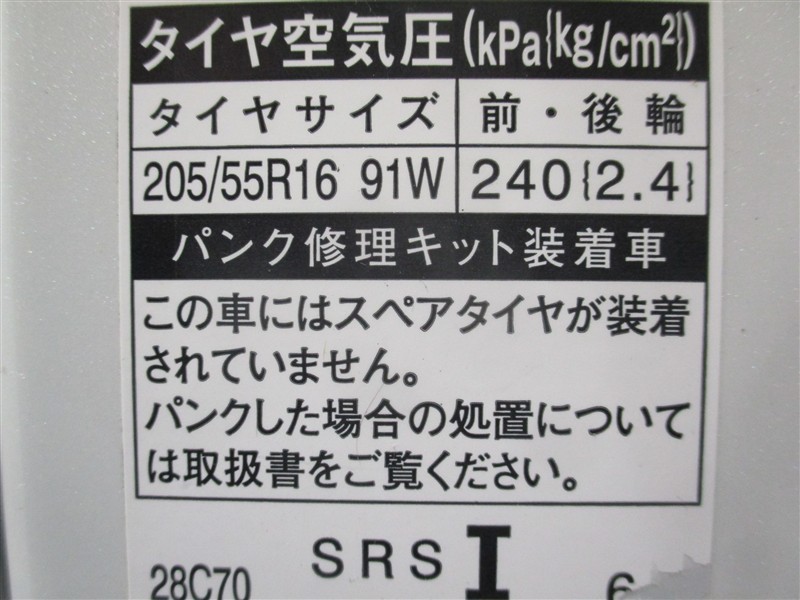 タイヤ空気圧(kPa{kg/cm²})
タイヤサイズ 前・後輪
205/55R16 91W 240{2.4}
パンク修理キット装着車
この車にはスペアタイヤが装着
されていません。
パンクした場合の処置について
は取扱書をご覧ください。
28C70 SRS I 6